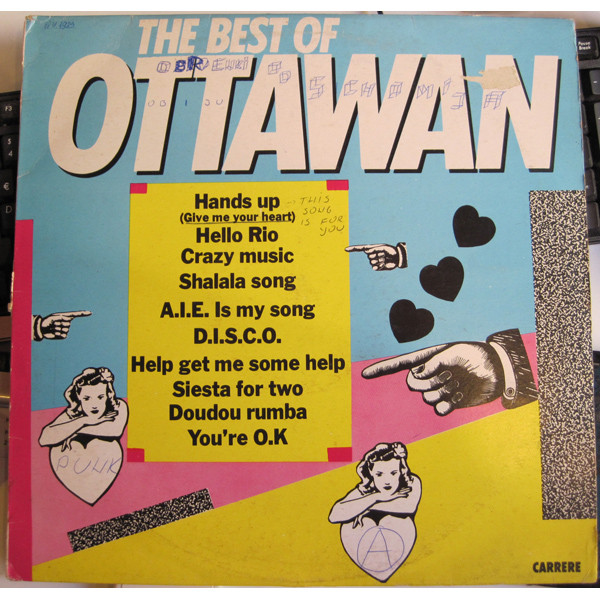 THE BEST OF
OTTAWAN
Hands up
(Give me your heart)
THIS
SONG
IS FOR
YOU
Hello Rio
Crazy music
Shalala song
A.I.E. Is my song
D.I.S.C.O.
Help get me some help
Siesta for two
Doudou rumba
You're O.K
PUNK
A
CARRERE